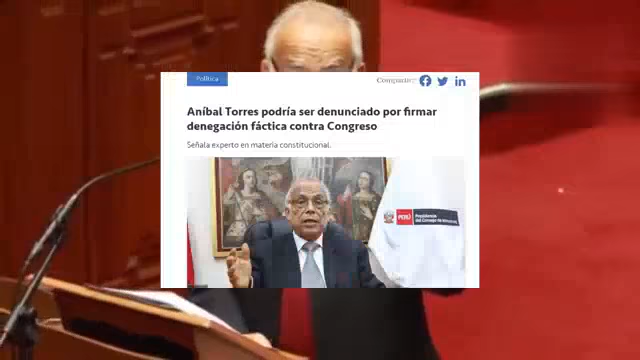 Política
Compartir:
Aníbal Torres podría ser denunciado por firmar
denegación fáctica contra Congreso
Señala experto en materia constitucional.
PERÚ
Presidencia
del Consejo de Ministros